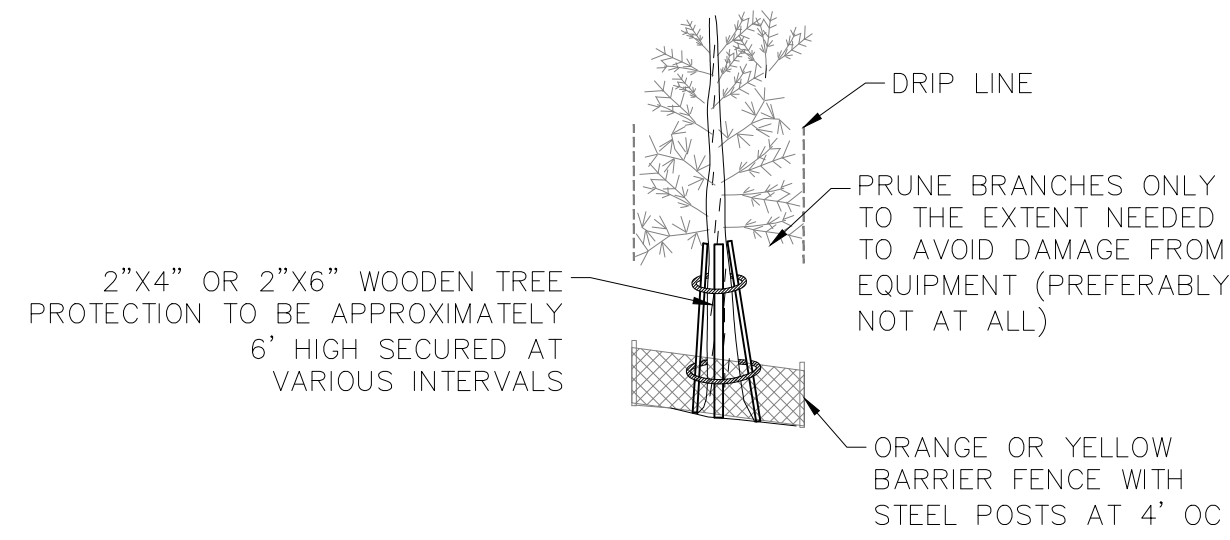 DRIP LINE
PRUNE BRANCHES ONLY
TO THE EXTENT NEEDED
TO AVOID DAMAGE FROM
EQUIPMENT (PREFERABLY
NOT AT ALL)
2”X4” OR 2”X6” WOODEN TREE
PROTECTION TO BE APPROXIMATELY
6’ HIGH SECURED AT
VARIOUS INTERVALS
ORANGE OR YELLOW
BARRIER FENCE WITH
STEEL POSTS AT 4’ OC